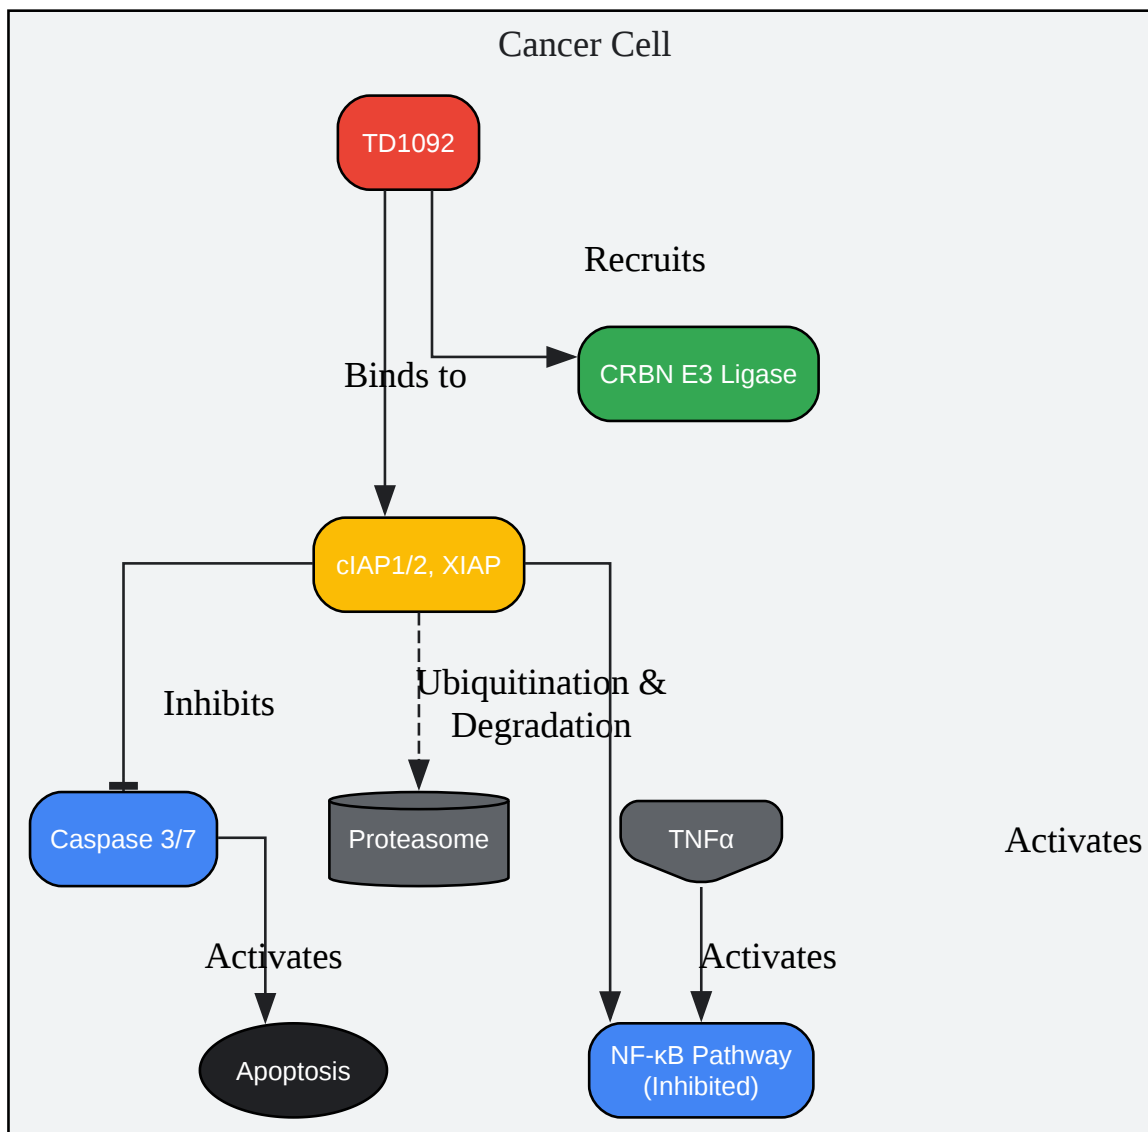 Cancer Cell
TD1092
Recruits
CRBN E3 Ligase
Binds to
cIAP1/2, XIAP
Ubiquitination &
Degradation
Inhibits
Caspase 3/7
Proteasome
TNFα
Activates
Activates
Activates
Apoptosis
NF-κB Pathway
(Inhibited)